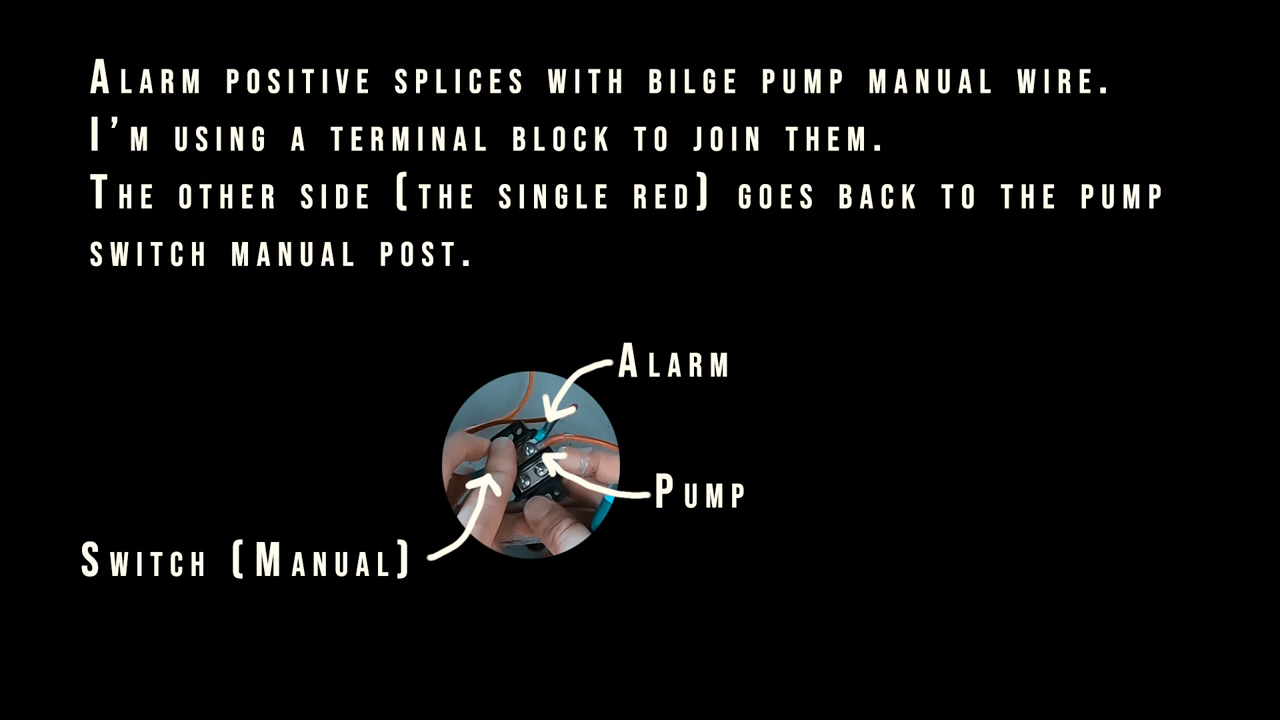 Alarm positive splices with bilge pump manual wire.
I'm using a terminal block to join them.
The other side (the single red) goes back to the pump
switch manual post.
Alarm
Pump
Switch (Manual)